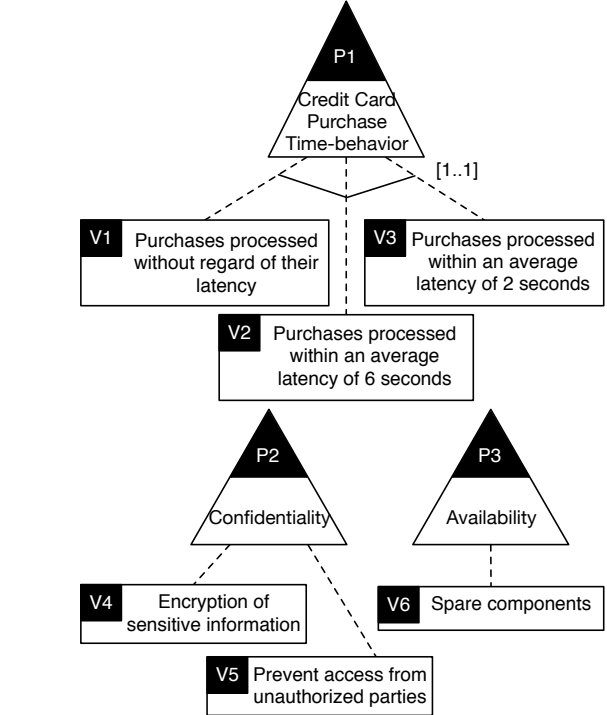 P1
Credit Card
Purchase
Time-behavior
[1..1]
V1
Purchases processed
without regard of their
latency
V3
Purchases processed
within an average
latency of 2 seconds
V2
Purchases processed
within an average
latency of 6 seconds
P2
Confidentiality
P3
Availability
V4
Encryption of
sensitive information
V6
Spare components
V5
Prevent access from
unauthorized parties